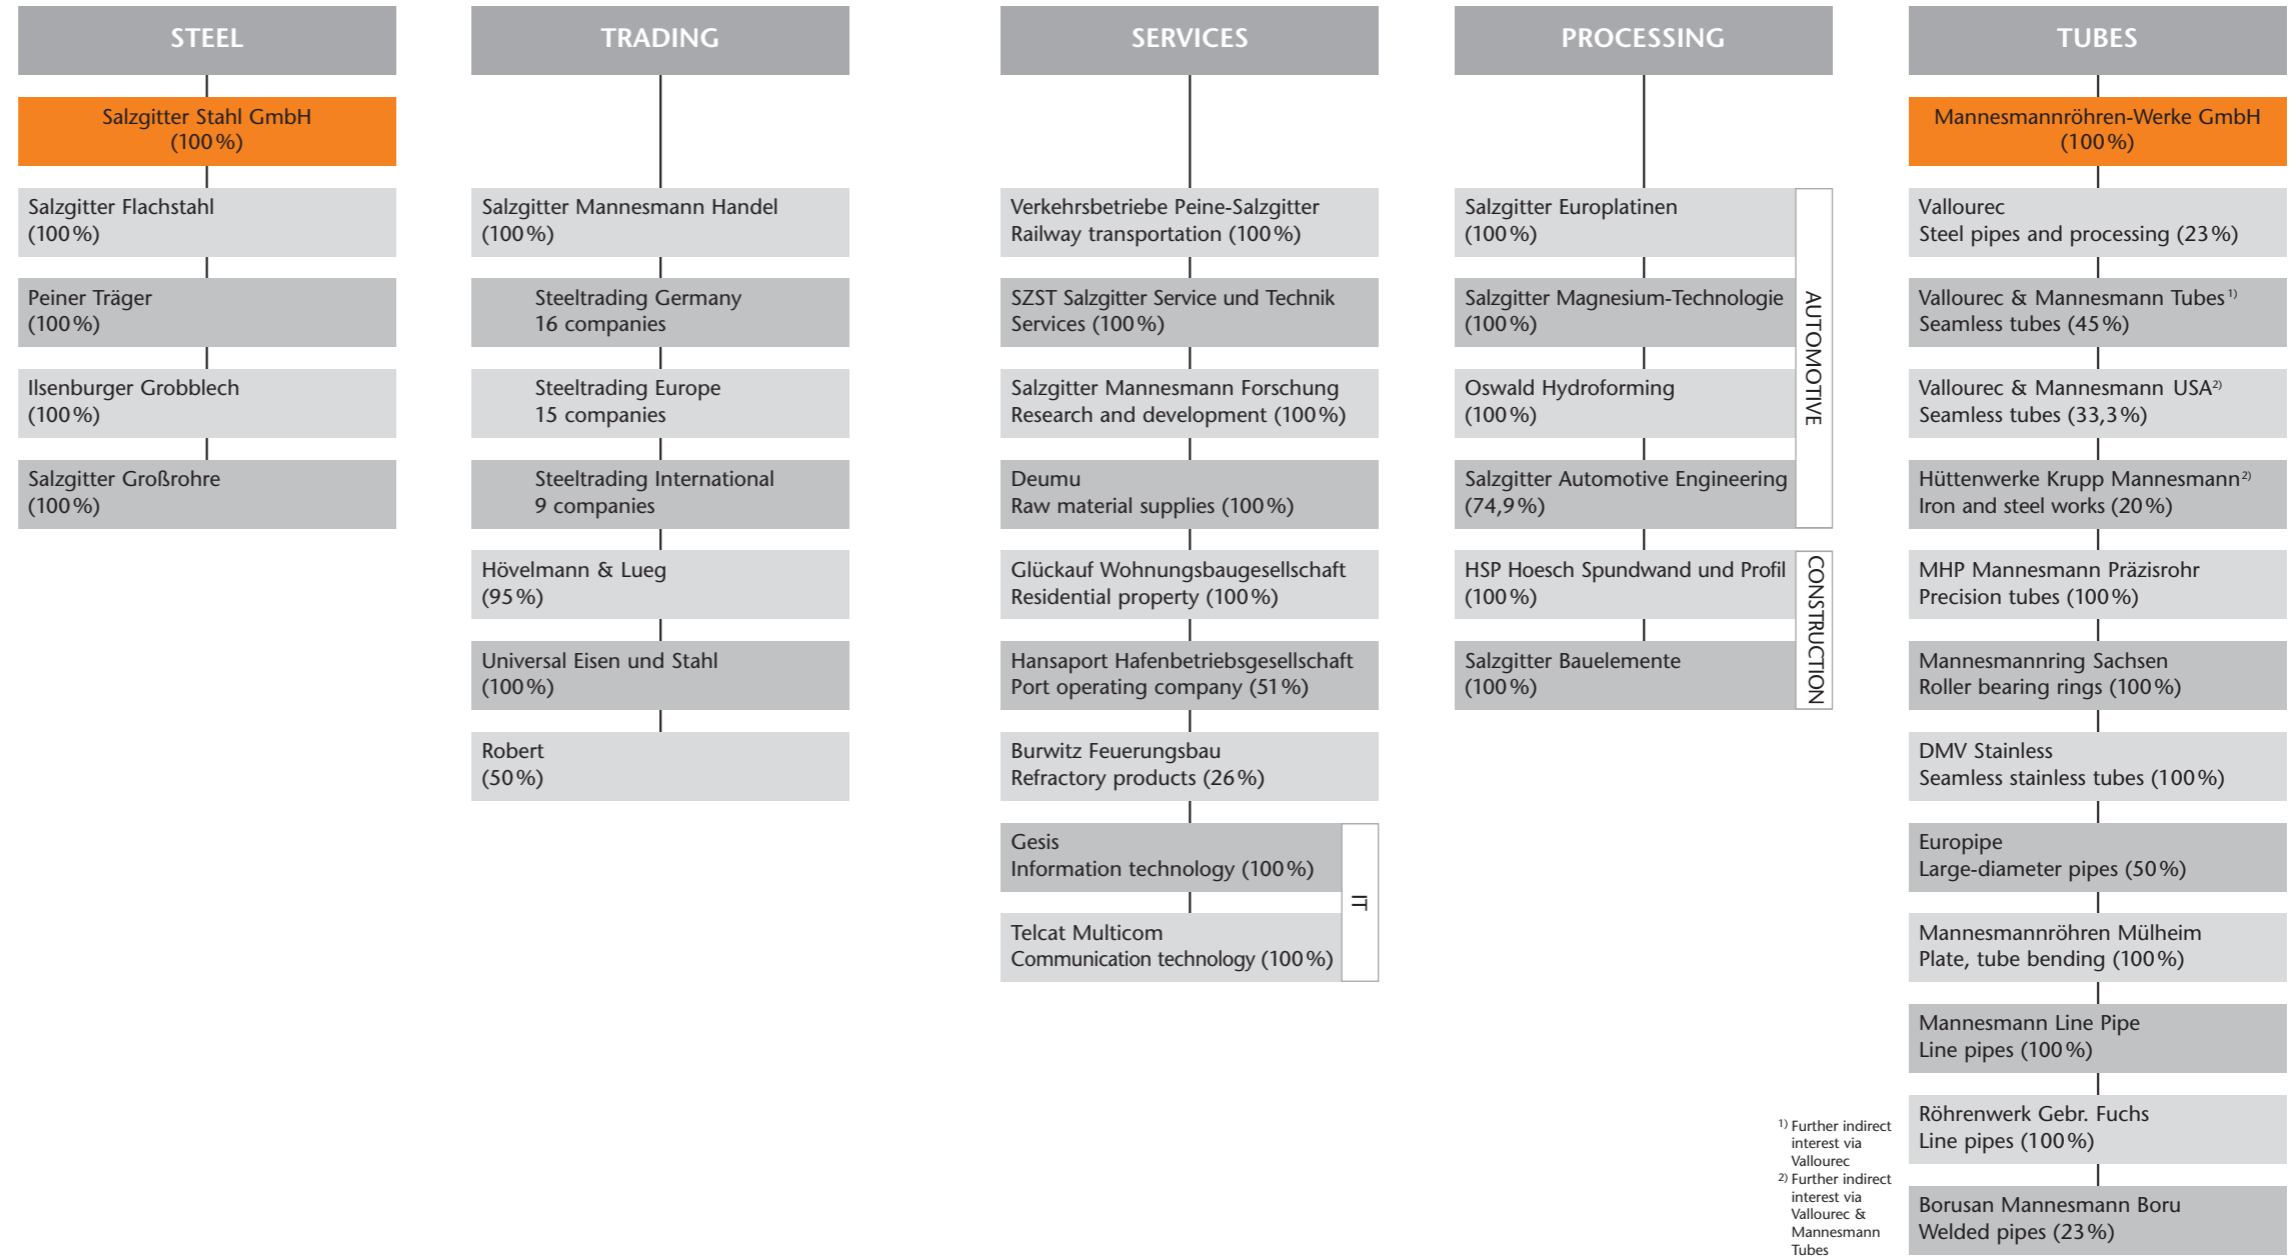 STEEL
Salzgitter Stahl GmbH
(100 %)
Salzgitter Flachstahl
(100 %)
Peiner Träger
(100 %)
Ilsenburger Grobblech
(100 %)
Salzgitter Großrohre
(100 %)
TRADING
Salzgitter Mannesmann Handel
(100 %)
Steeltrading Germany
16 companies
Steeltrading Europe
15 companies
Steeltrading International
9 companies
Hövelmann & Lueg
(95 %)
Universal Eisen und Stahl
(100 %)
Robert
(50 %)
SERVICES
Verkehrsbetriebe Peine-Salzgitter
Railway transportation (100 %)
SZST Salzgitter Service und Technik
Services (100 %)
Salzgitter Mannesmann Forschung
Research and development (100 %)
Deumu
Raw material supplies (100 %)
Glückauf Wohnungsbaugesellschaft
Residential property (100 %)
Hansaport Hafenbetriebsgesellschaft
Port operating company (51 %)
Burwitz Feuerungsbau
Refractory products (26 %)
Gesis
Information technology (100 %)
Telcat Multicom
Communication technology (100 %)
IT
PROCESSING
Salzgitter Europlatinen
(100 %)
Salzgitter Magnesium-Technologie
(100 %)
Oswald Hydroforming
(100 %)
Salzgitter Automotive Engineering
(74,9 %)
AUTOMOTIVE
HSP Hoesch Spundwand und Profil
(100 %)
Salzgitter Bauelemente
(100 %)
CONSTRUCTION
TUBES
Mannesmannröhren-Werke GmbH
(100 %)
Vallourec
Steel pipes and processing (23 %)
Vallourec & Mannesmann Tubes 1)
Seamless tubes (45 %)
Vallourec & Mannesmann USA 2)
Seamless tubes (33,3 %)
Hüttenwerke Krupp Mannesmann 2)
Iron and steel works (20 %)
MHP Mannesmann Präzisrohr
Precision tubes (100 %)
Mannesmannring Sachsen
Roller bearing rings (100 %)
DMV Stainless
Seamless stainless tubes (100 %)
Europipe
Large-diameter pipes (50 %)
Mannesmannröhren Mülheim
Plate, tube bending (100 %)
Mannesmann Line Pipe
Line pipes (100 %)
Röhrenwerk Gebr. Fuchs
Line pipes (100 %)
Borusan Mannesmann Boru
Welded pipes (23 %)
1) Further indirect
interest via
Vallourec
2) Further indirect
interest via
Vallourec &
Mannesmann
Tubes